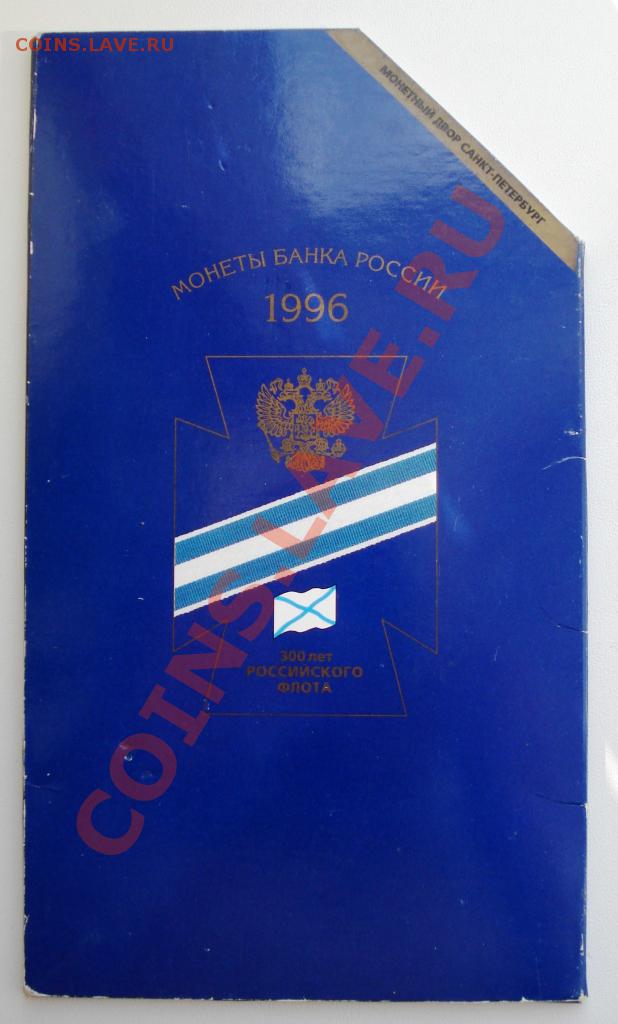 COINS.LAVE.RU
МОНЕТНЫЙ ДВОР САНКТ-ПЕТЕРБУРГ
МОНЕТЫ БАНКА РОССИИ
1996
COINS.LAVE.RU
300 лет
РОССИЙСКОГО
ФЛОТА